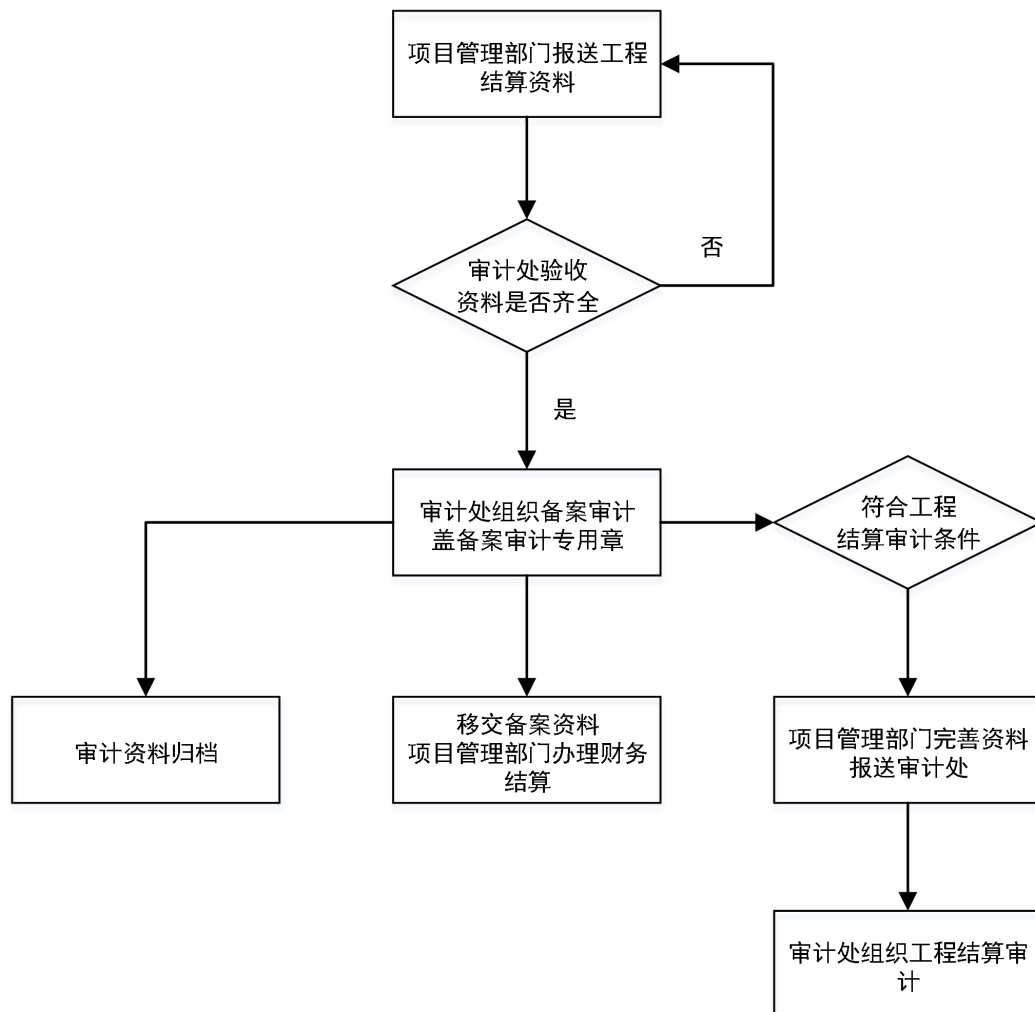 项目管理部门报送工程
结算资料
审计处验收
资料是否齐全
否
是
审计处组织备案审计
盖备案审计专用章
符合工程
结算审计条件
审计资料归档
移交备案资料
项目管理部门办理财务
结算
项目管理部门完善资料
报送审计处
审计处组织工程结算审
计